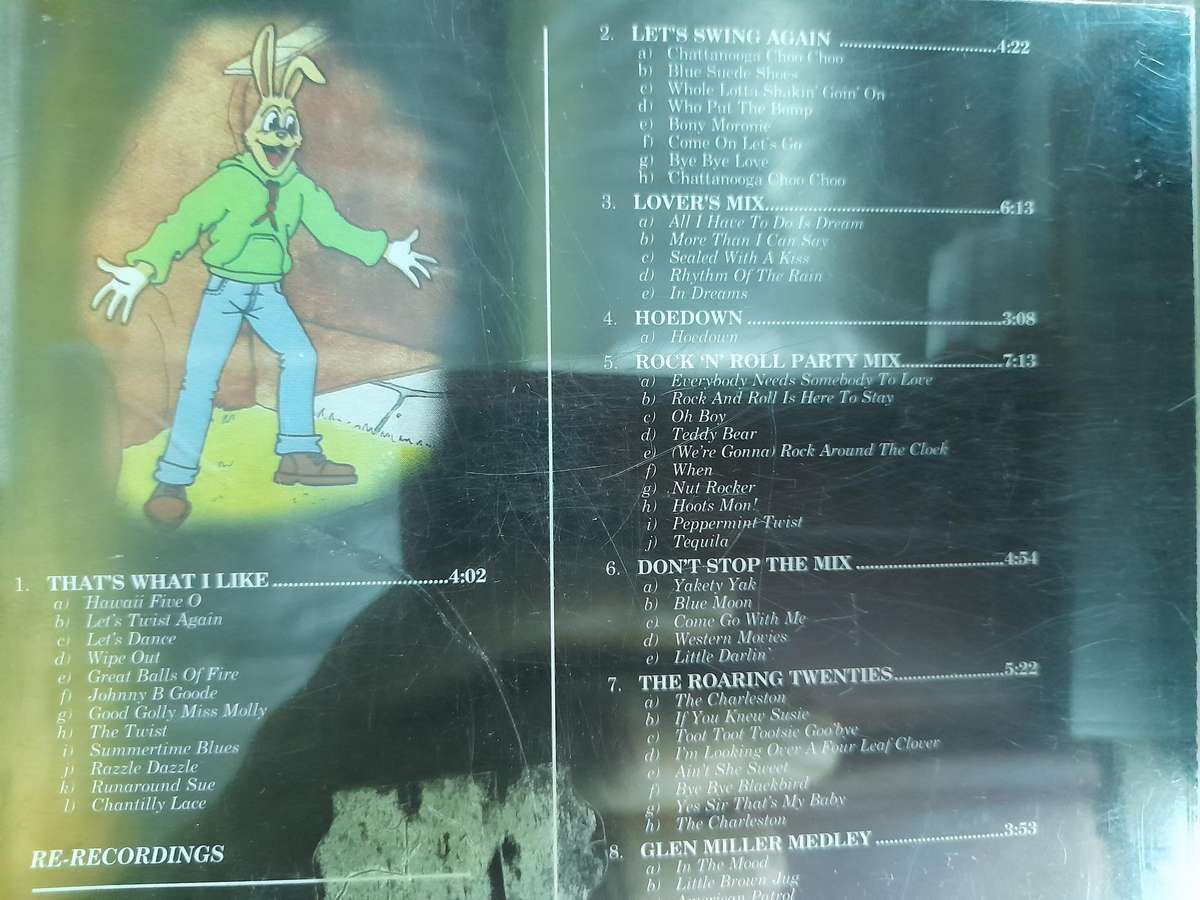 1. THAT'S WHAT I LIKE ........................... 4:02
a) Hawaii Five O
b) Let's Twist Again
c) Let's Dance
d) Wipe Out
e) Great Balls Of Fire
f) Johnny B Goode
g) Good Golly Miss Molly
h) The Twist
i) Summertime Blues
j) Razzle Dazzle
k) Runaround Sue
l) Chantilly Lace
RE-RECORDINGS
2. LET'S SWING AGAIN ........................... 4:22
a) Chattanooga Choo Choo
b) Blue Suede Shoes
c) Whole Lotta Shakin' Goin' On
d) Who Put The Bomp
e) Bony Moronie
f) Come On Let's Go
g) Bye Bye Love
h) Chattanooga Choo Choo
3. LOVER'S MIX........................... 6:13
a) All I Have To Do Is Dream
b) More Than I Can Say
c) Sealed With A Kiss
d) Rhythm Of The Rain
e) In Dreams
4. HOEDOWN ........................... 3:08
a) Hoedown
5. ROCK 'N' ROLL PARTY MIX........................... 7:13
a) Everybody Needs Somebody To Love
b) Rock And Roll Is Here To Stay
c) Oh Boy
d) Teddy Bear
e) (We're Gonna) Rock Around The Clock
f) When
g) Nut Rocker
h) Hoots Mon!
i) Peppermint Twist
j) Tequila
6. DON'T STOP THE MIX ........................... 4:54
a) Yakety Yak
b) Blue Moon
c) Come Go With Me
d) Western Movies
e) Little Darlin'
7. THE ROARING TWENTIES........................... 5:22
a) The Charleston
b) If You Knew Susie
c) Toot Toot Tootsie Goo'bye
d) I'm Looking Over A Four Leaf Clover
e) Ain't She Sweet
f) Bye Bye Blackbird
g) Yes Sir That's My Baby
h) The Charleston
8. GLEN MILLER MEDLEY ........................... 3:53
a) In The Mood
b) Little Brown Jug
American Patrol